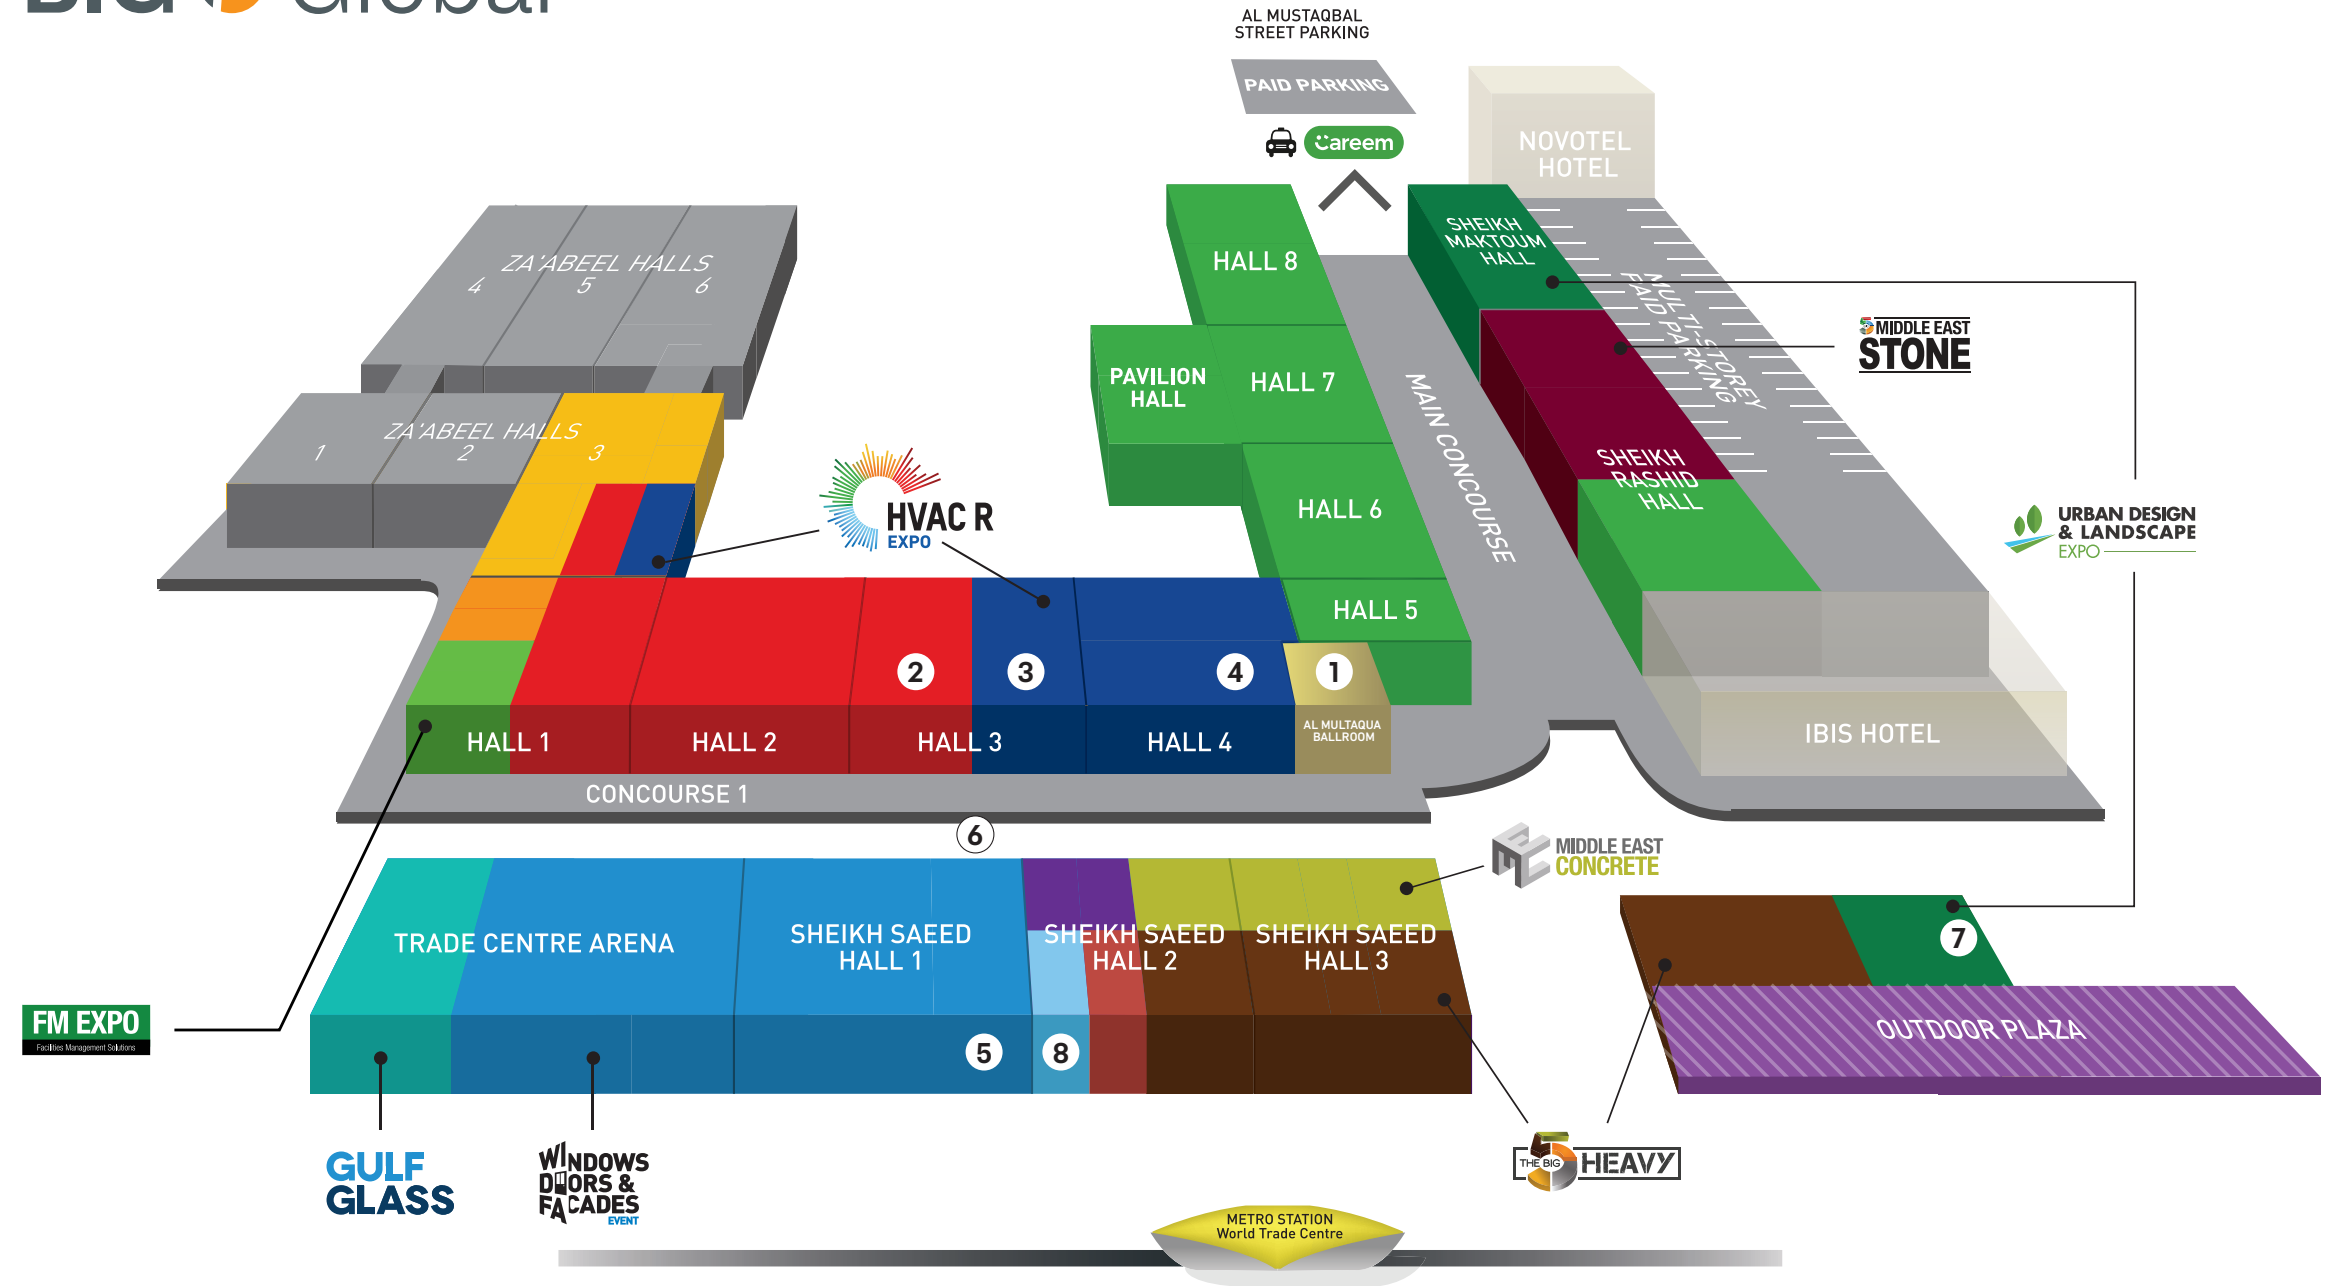 BIG 5 Global
AL MUSTAQBAL
STREET PARKING
PAID PARKING
Careem
NOVOTEL
HOTEL
SHEIKH
MAKTOUM
HALL
HALL 8
ZA'ABEEL HALLS
4
5
6
MULTI-STOREY
PAID PARKING
MIDDLE EAST
STONE
PAVILION
HALL
HALL 7
MAIN CONCOURSE
ZA'ABEEL HALLS
1
2
3
SHEIKH
RASHID
HALL
HVAC R
EXPO
HALL 6
URBAN DESIGN
& LANDSCAPE
EXPO
HALL 5
2
3
4
1
HALL 1
HALL 2
HALL 3
HALL 4
AL MULTAQUA
BALLROOM
IBIS HOTEL
CONCOURSE 1
6
MIDDLE EAST
CONCRETE
TRADE CENTRE ARENA
SHEIKH SAEED
HALL 1
SHEIKH SAEED
HALL 2
SHEIKH SAEED
HALL 3
7
OUTDOOR PLAZA
FM EXPO
Facilities Management Solutions
5
8
GULF
GLASS
WINDOWS
DOORS &
FACADES
EVENT
THE BIG 5 HEAVY
METRO STATION
World Trade Centre